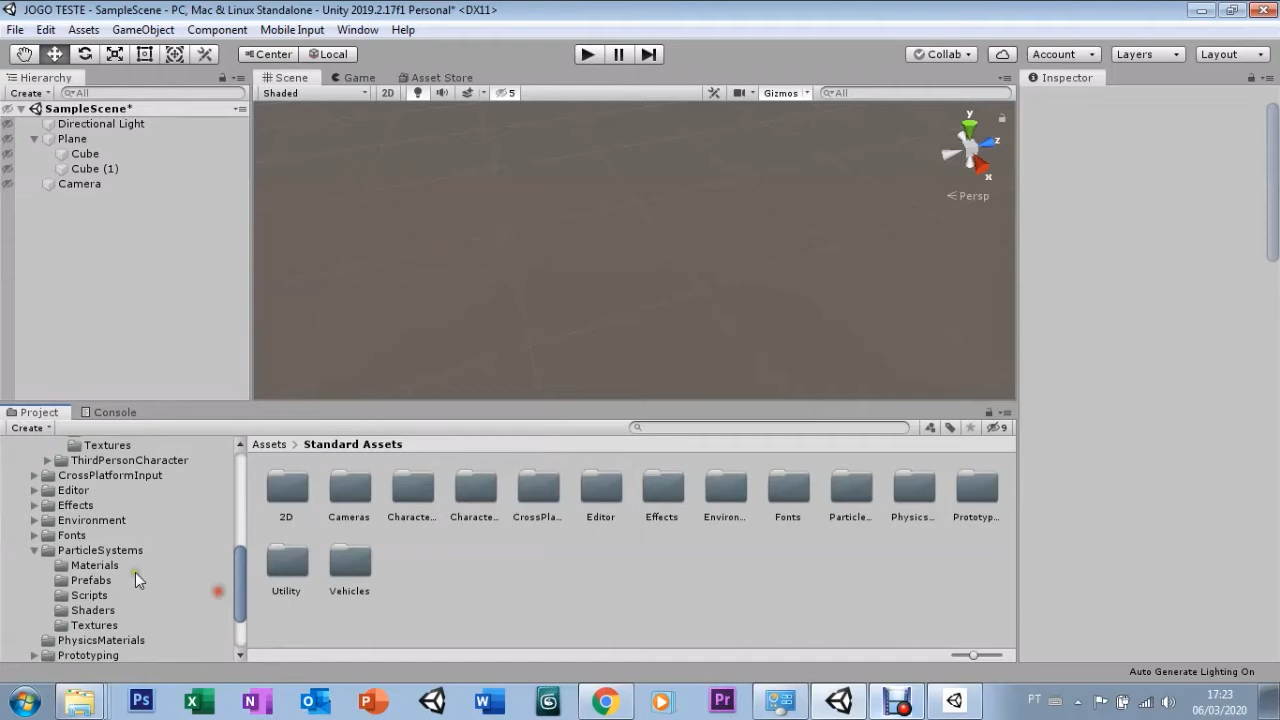 JOGO TESTE - SampleScene - PC, Mac & Linux Standalone - Unity 2019.2.17f1 Personal* <DX11>
File Edit Assets GameObject Component Mobile Input Window Help
Center Local Collab Account Layers Layout
Hierarchy Scene Game Asset Store Inspector
Create All Shaded 2D 5 Gizmos All
SampleScene*
Directional Light
Plane
Cube
Cube (1)
Camera
y
z
x
Persp
Project Console
Create 9
Textures
ThirdPersonCharacter
CrossPlatformInput
Editor
Effects
Environment
Fonts
ParticleSystems
Materials
Prefabs
Scripts
Shaders
Textures
PhysicsMaterials
Prototyping
Assets > Standard Assets
2D Cameras Characte... Characte... CrossPla... Editor Effects Environ... Fonts Particle... Physics... Prototyp...
Utility Vehicles
Auto Generate Lighting On
Ps X N O P W Pr PT 17:23
06/03/2020